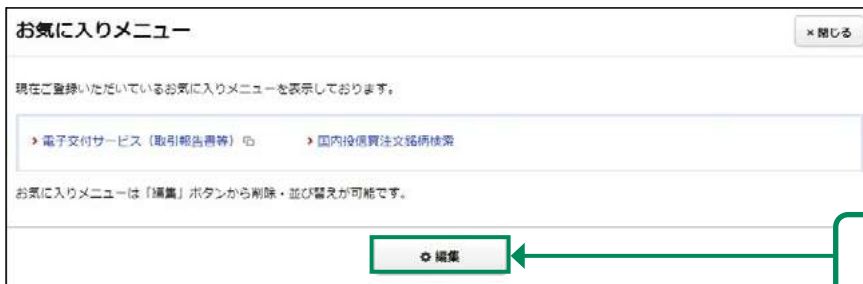 お気に入りメニュー
×閉じる
現在ご登録いただいているお気に入りメニューを表示しております。
電子交付サービス（取引報告書等）
国内投信買注文銘柄検索
お気に入りメニューは「編集」ボタンから削除・並び替えが可能です。
編集